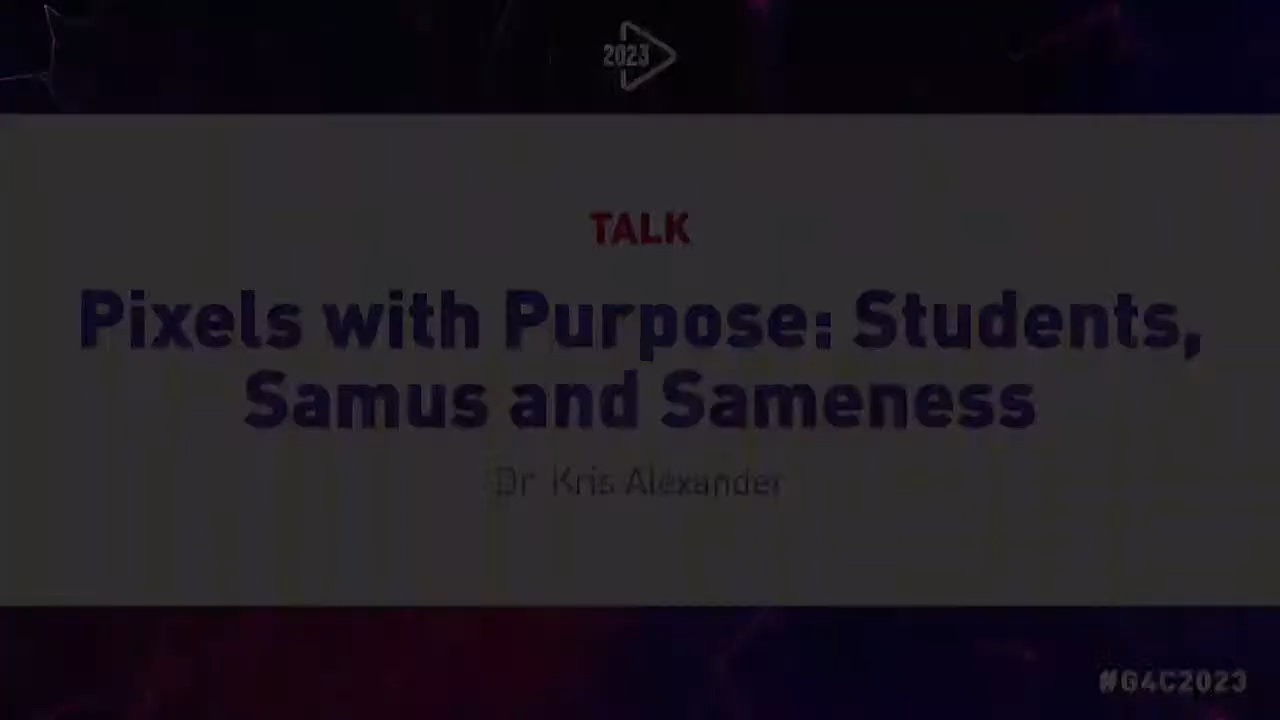 2023
TALK
Pixels with Purpose: Students,
Samus and Sameness
Dr. Kris Alexander
#G4C2023